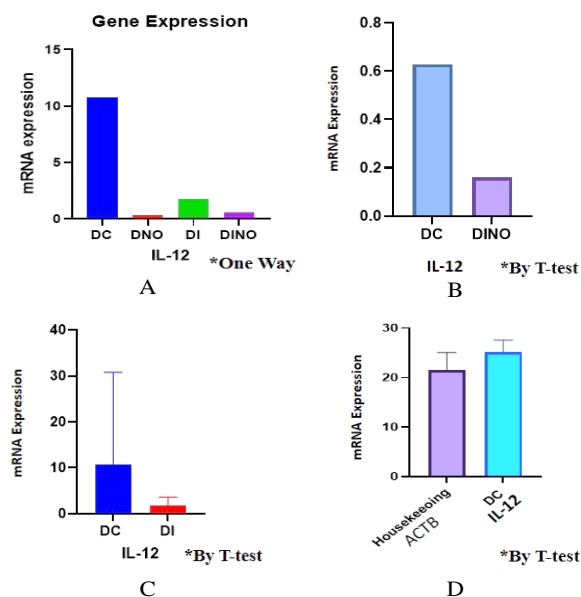 Gene Expression
mRNA expression
15
10
5
0
DC DNO DI DINO
IL-12
*One Way
A
mRNA Expression
0.8
0.6
0.4
0.2
0.0
DC DINO
IL-12
*By T-test
B
mRNA Expression
40
30
20
10
0
DC DI
IL-12
*By T-test
C
mRNA Expression
30
20
10
0
Housekeeoing
ACTB
DC
IL-12
*By T-test
D